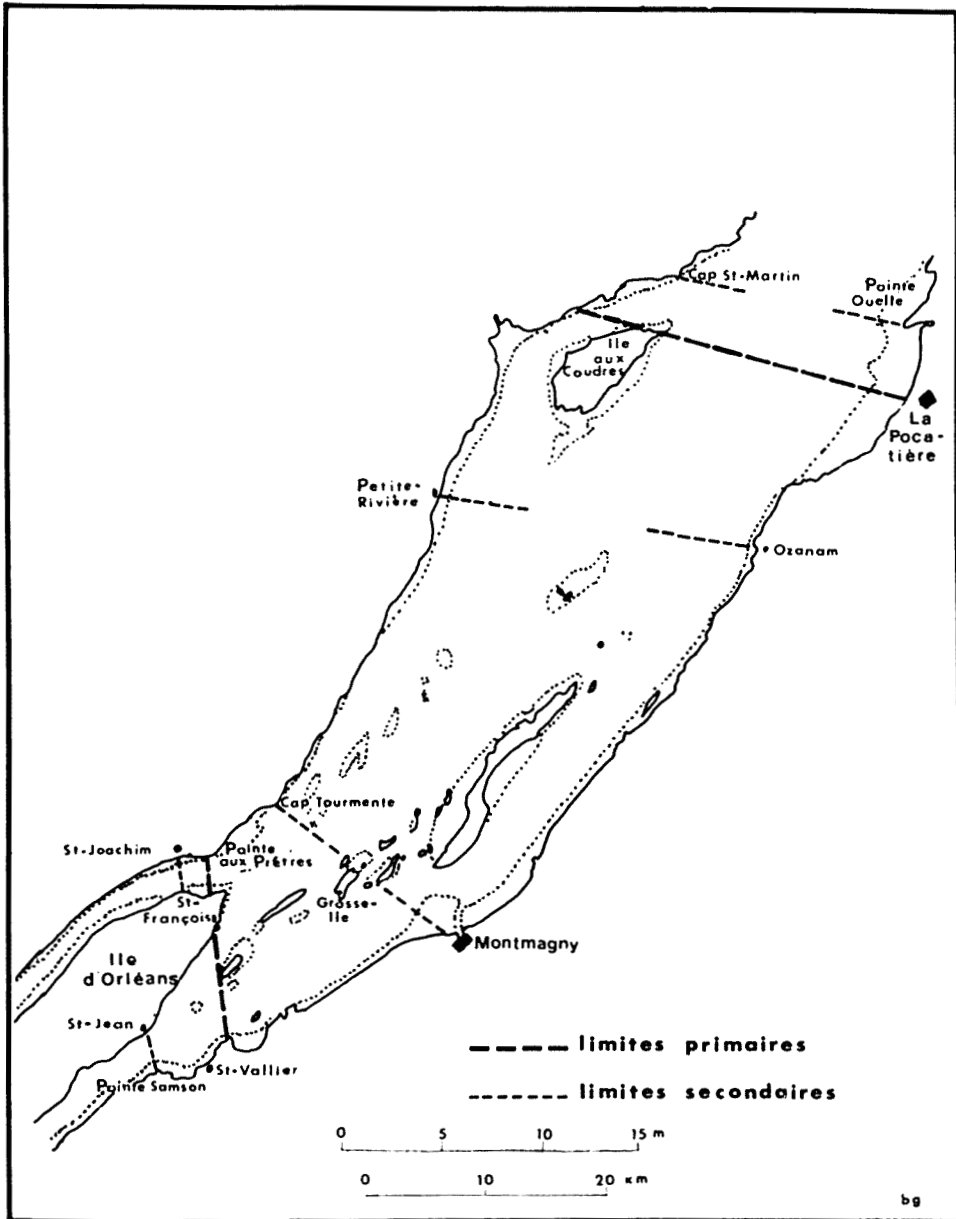 Cap St-Martin
Pointe
Ouelle
Ile
aux
Coudres
La
Poca-
tière
Petite-
Rivière
Ozanam
Cap Tourmente
St-Joachim
Pointe
aux Prêtres
St-
François
Grosse-
Ile
Montmagny
Ile
d'Orléans
St-Jean
St-Vallier
Pointe Samson
limites primaires
limites secondaires
0 5 10 15 m
0 10 20 km
bg